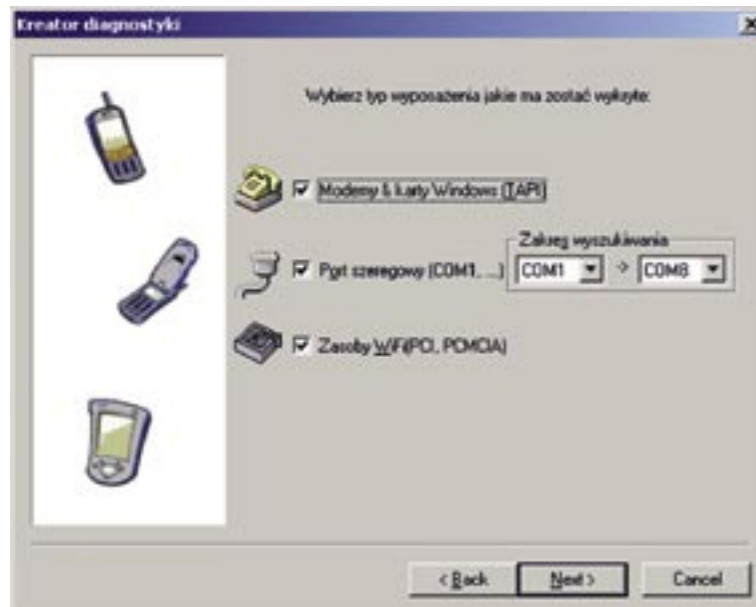 Kreator diagnostyki
Wybierz typ wyposażenia jakie ma zostać wykryte:
Modemy & karty Windows (TAPI)
Zakres wyszukiwania
Port szeregowy (COM1, ...) COM1 -> COM8
Zasoby WiFi(PCI, PCMCIA)
< Back Next > Cancel